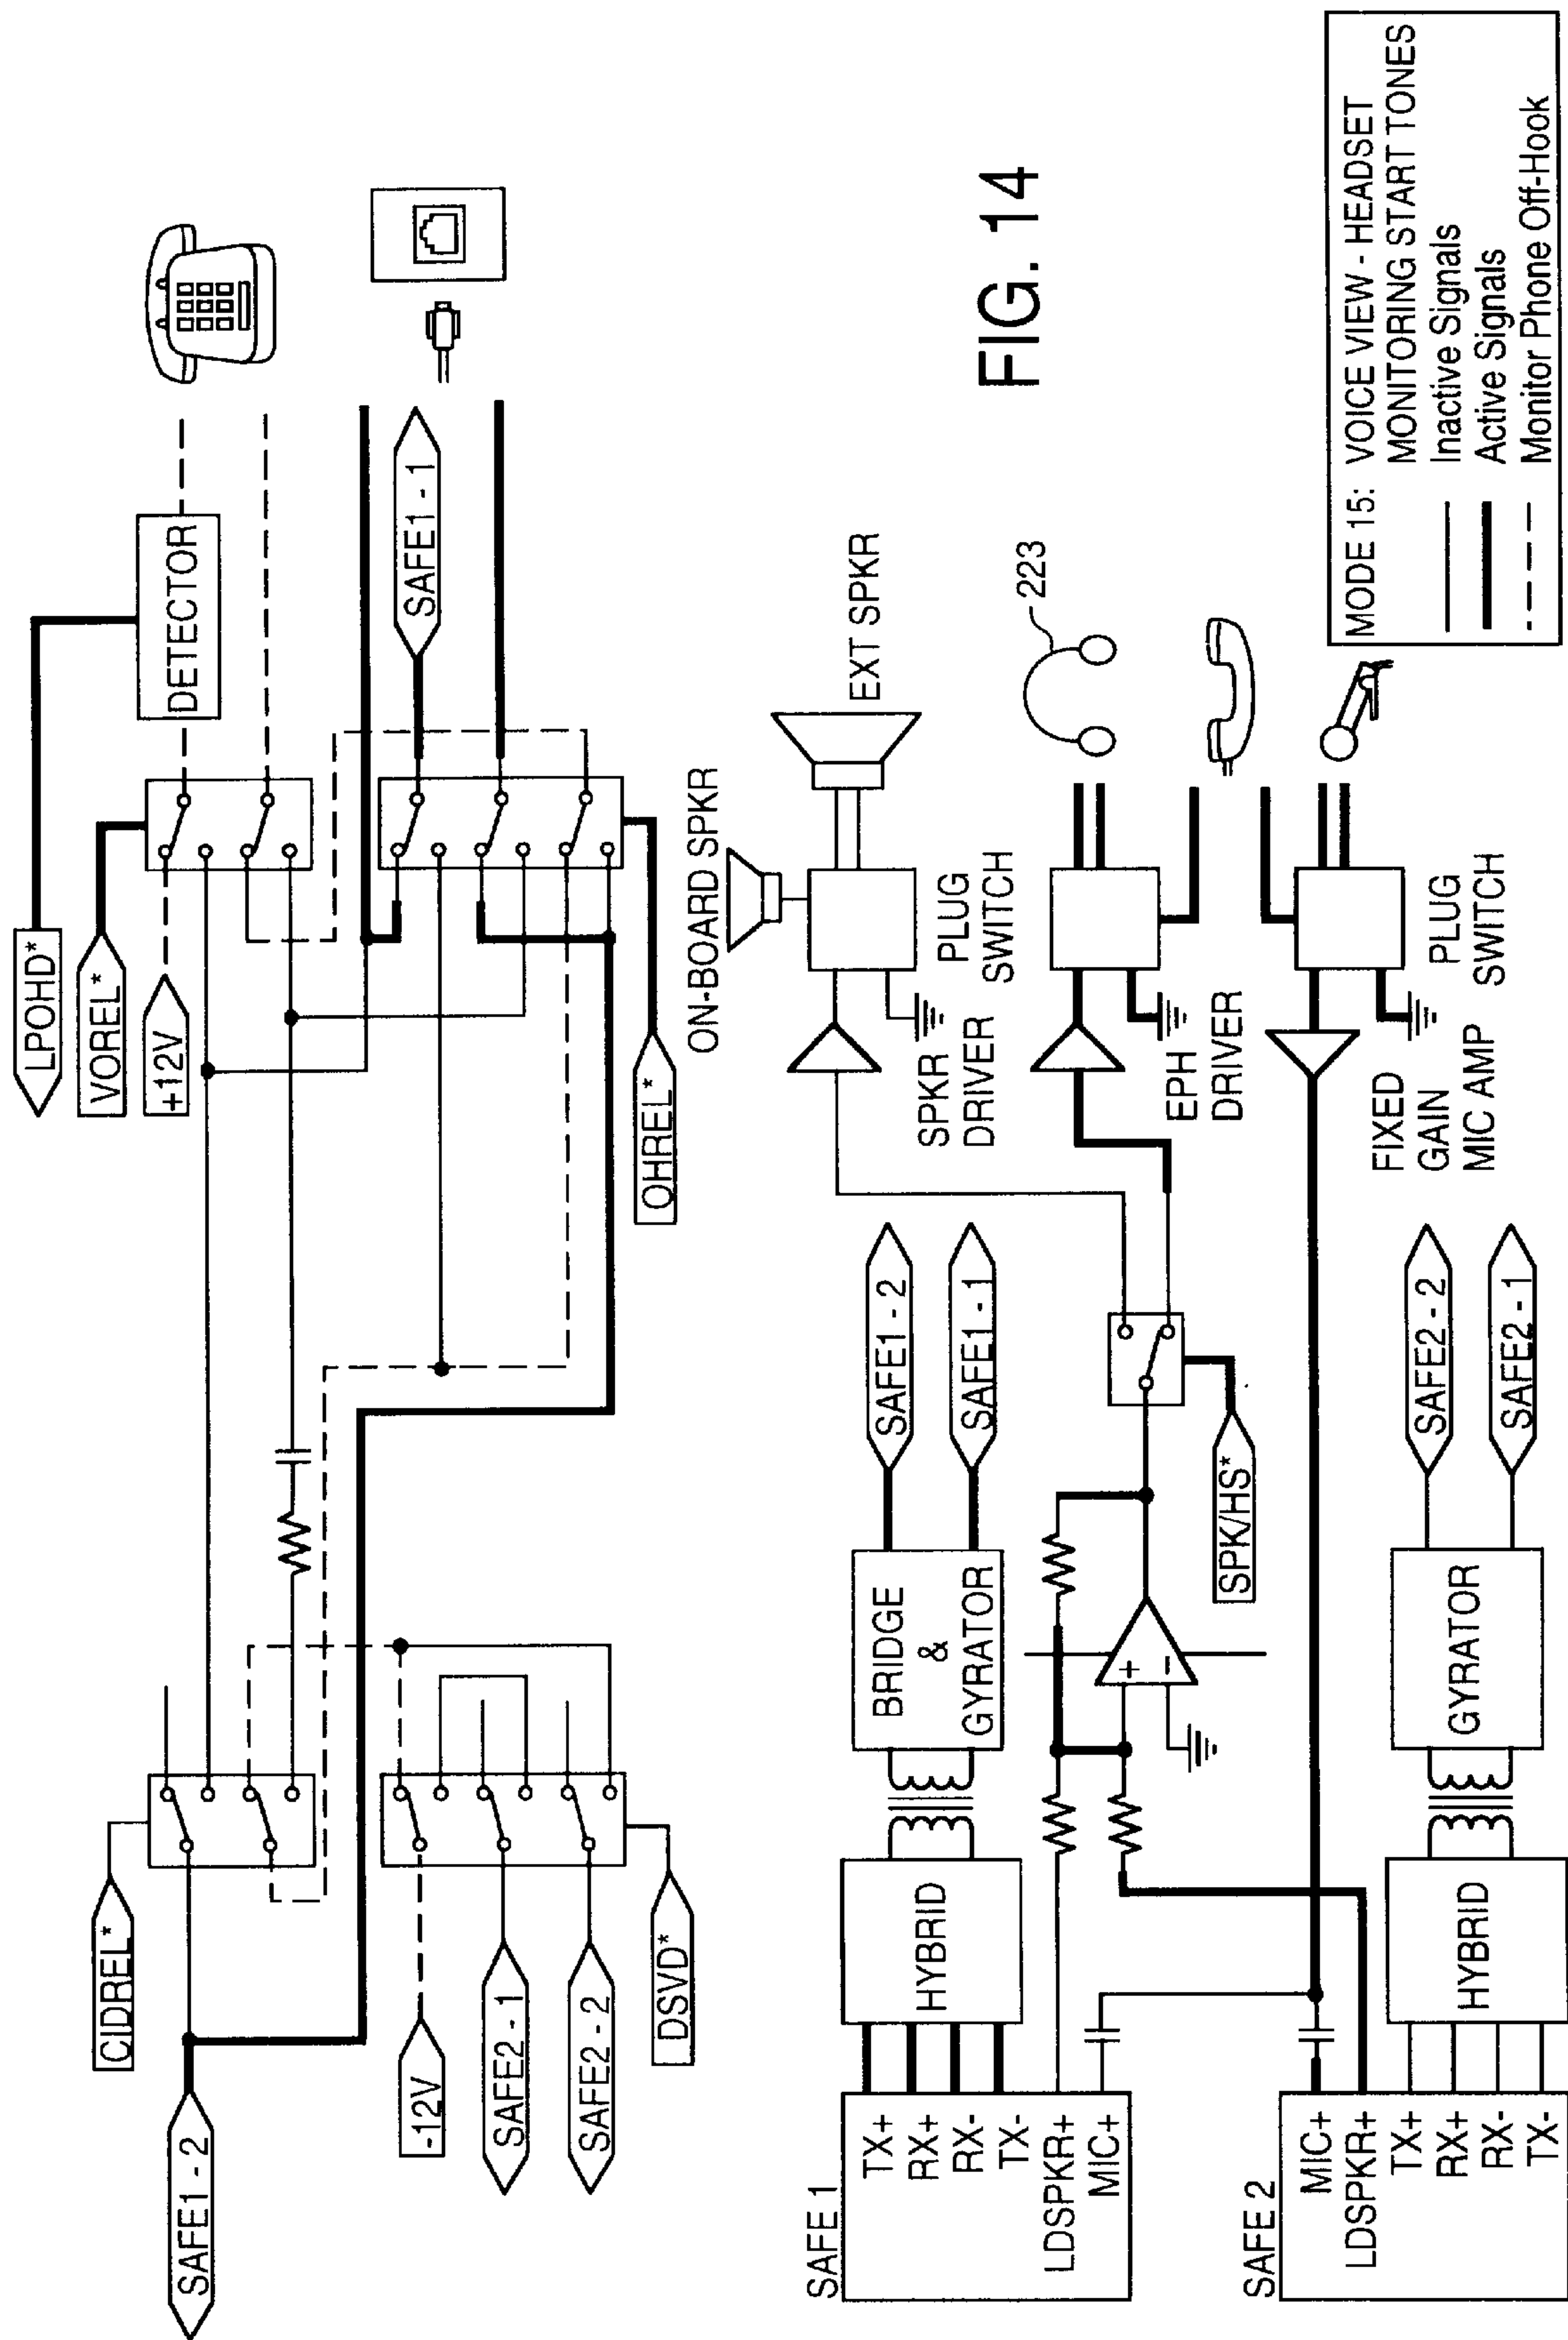 LPOHD*
VOREL*
+12V
DETECTOR
CIDREL*
SAFE1 - 2
-12V
SAFE2 - 1
SAFE2 - 2
DSVD*
SAFE1 - 1
OHREL*
ON-BOARD SPKR
EXT SPKR
SPKR
DRIVER
PLUG
SWITCH
223
EPH
DRIVER
FIXED
GAIN
MIC AMP
PLUG
SWITCH
SAFE 1
TX+
RX+
RX-
TX-
LDSPKR+
MIC+
HYBRID
BRIDGE
&
GYRATOR
SAFE1 - 2
SAFE1 - 1
+
-
SPK/HS*
SAFE 2
MIC+
LDSPKR+
TX+
RX+
RX-
TX-
HYBRID
GYRATOR
SAFE2 - 2
SAFE2 - 1
FIG. 14
MODE 15: VOICE VIEW - HEADSET
MONITORING START TONES
Inactive Signals
Active Signals
Monitor Phone Off-Hook